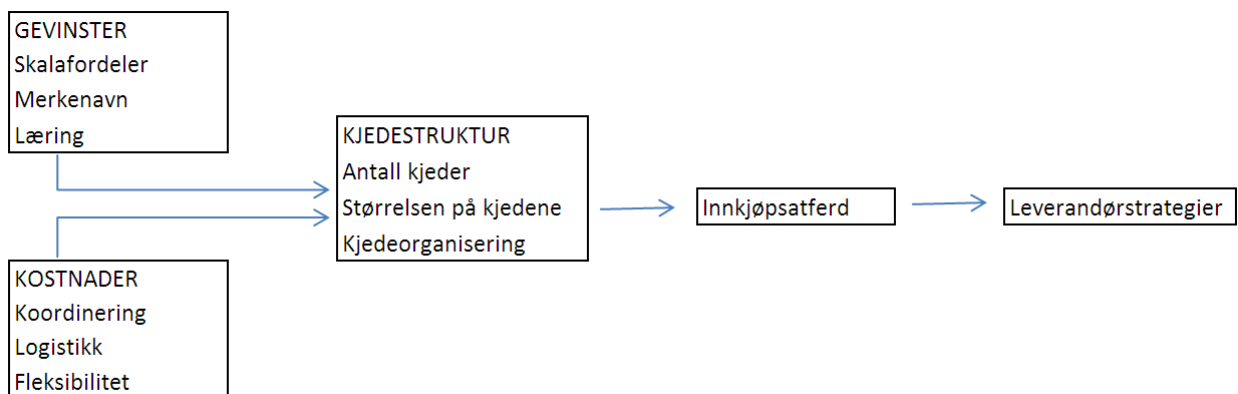 GEVINSTER
Skalafordeler
Merkenavn
Læring
KOSTNADER
Koordinering
Logistikk
Fleksibilitet
KJEDESTRUKTUR
Antall kjeder
Størrelsen på kjedene
Kjedeorganisering
Innkjøpsatferd
Leverandørstrategier